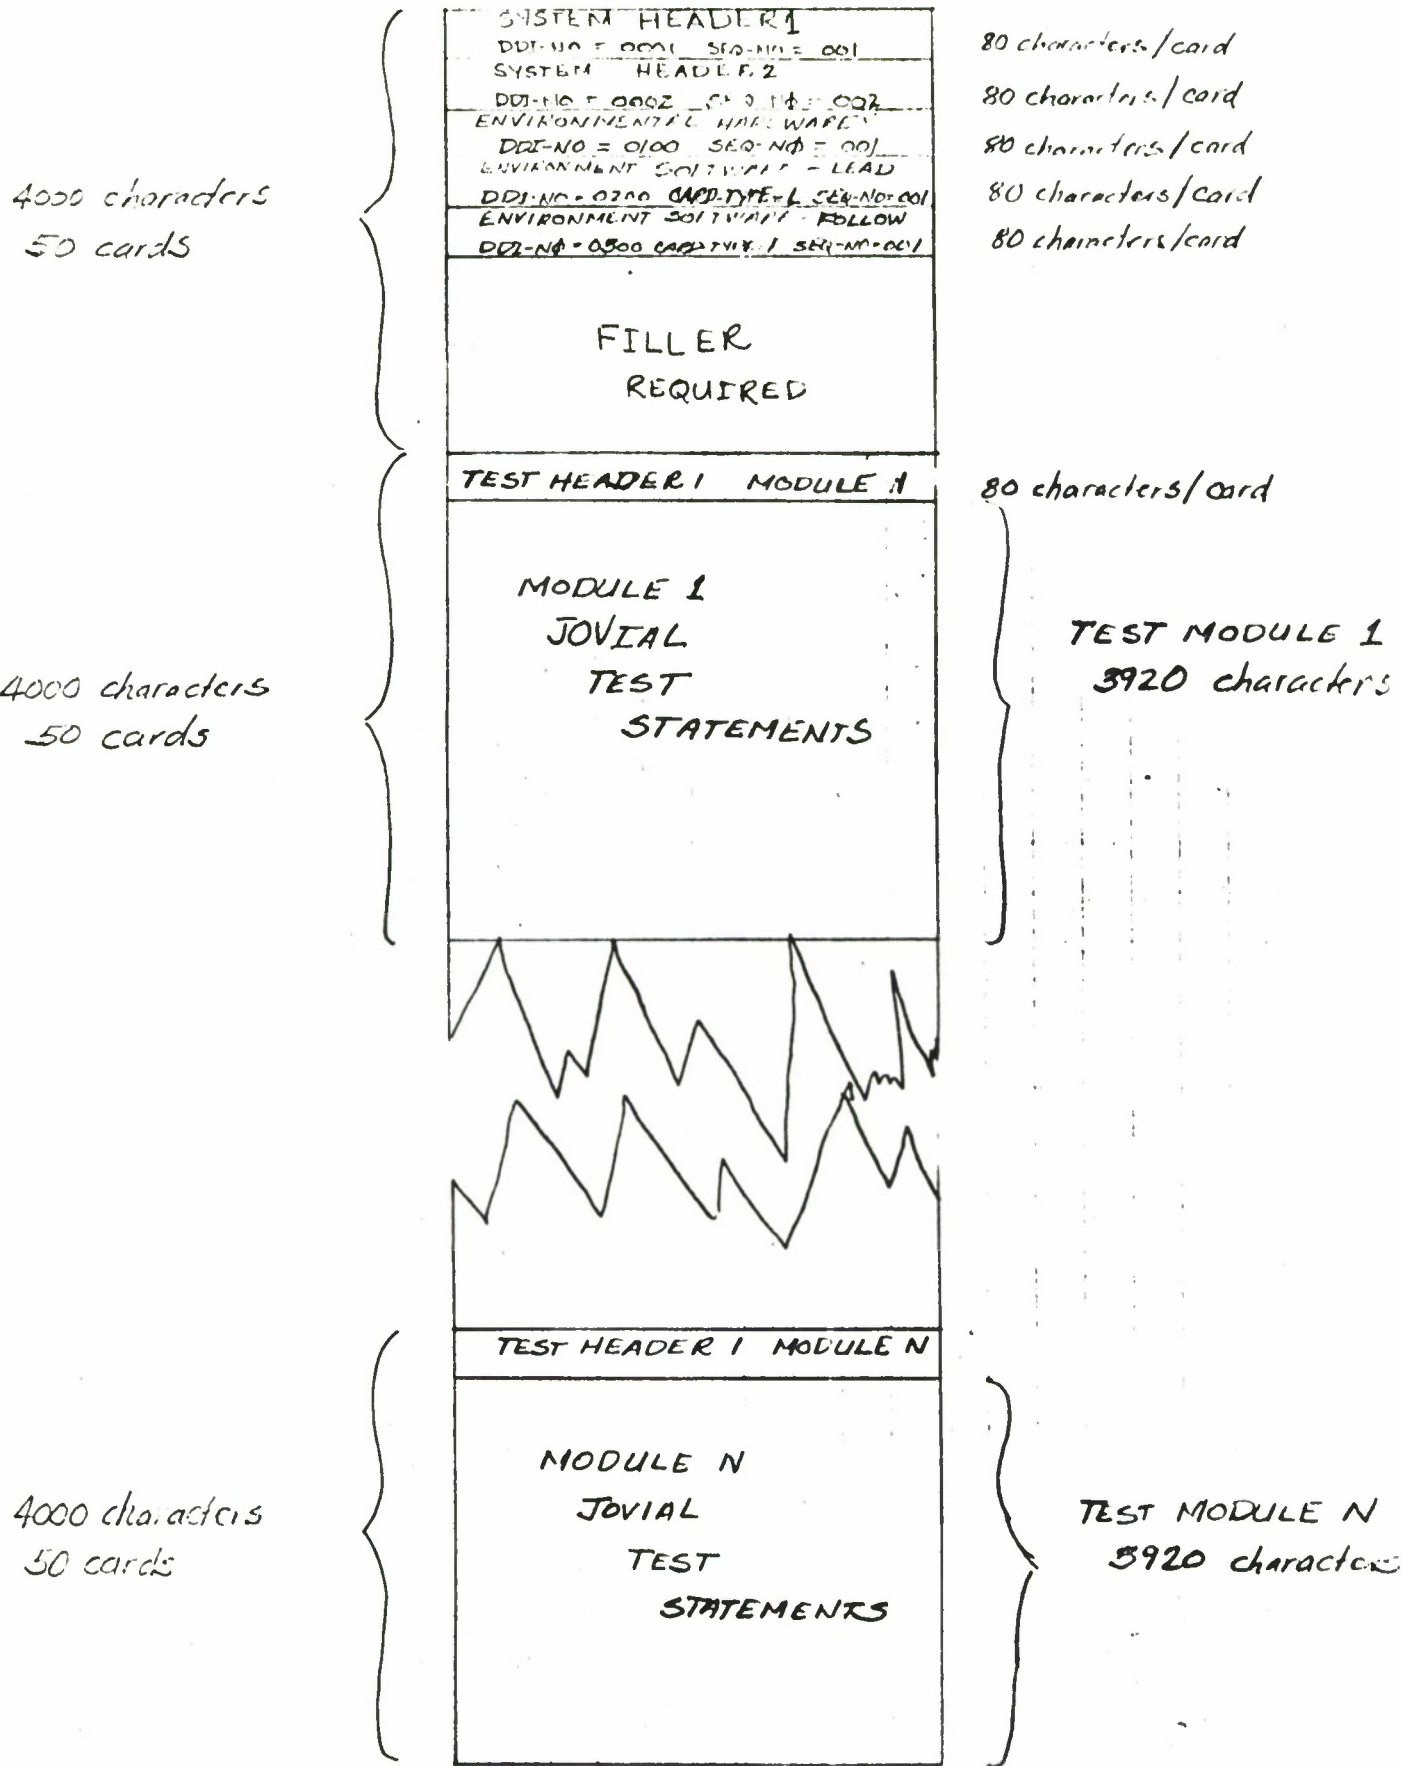 SYSTEM HEADER1
DDI-NO = 0001 SEQ-NO = 001
80 characters/card
SYSTEM HEADER 2
DDI-NO = 0002 SEQ NO = 002
80 characters/card
ENVIRONMENTAL HARDWARE
DDI-NO = 0100 SEQ-NØ = 001
80 characters/card
ENVIRONMENT SOFTWARE - LEAD
DDI-NO = 0200 CARD-TYPE-L SEQ-NO=001
80 characters/card
ENVIRONMENT SOFTWARE - FOLLOW
DDI-NØ = 0300 CARD TYPE 1 SEQ-NO=001
80 characters/card
4000 characters
50 cards
FILLER
REQUIRED
TEST HEADER 1 MODULE
80 characters/card
MODULE 1
JOVIAL
TEST
STATEMENTS
4000 characters
50 cards
TEST MODULE 1
3920 characters
TEST HEADER 1 MODULE N
MODULE N
JOVIAL
TEST
STATEMENTS
4000 characters
50 cards
TEST MODULE N
3920 characters